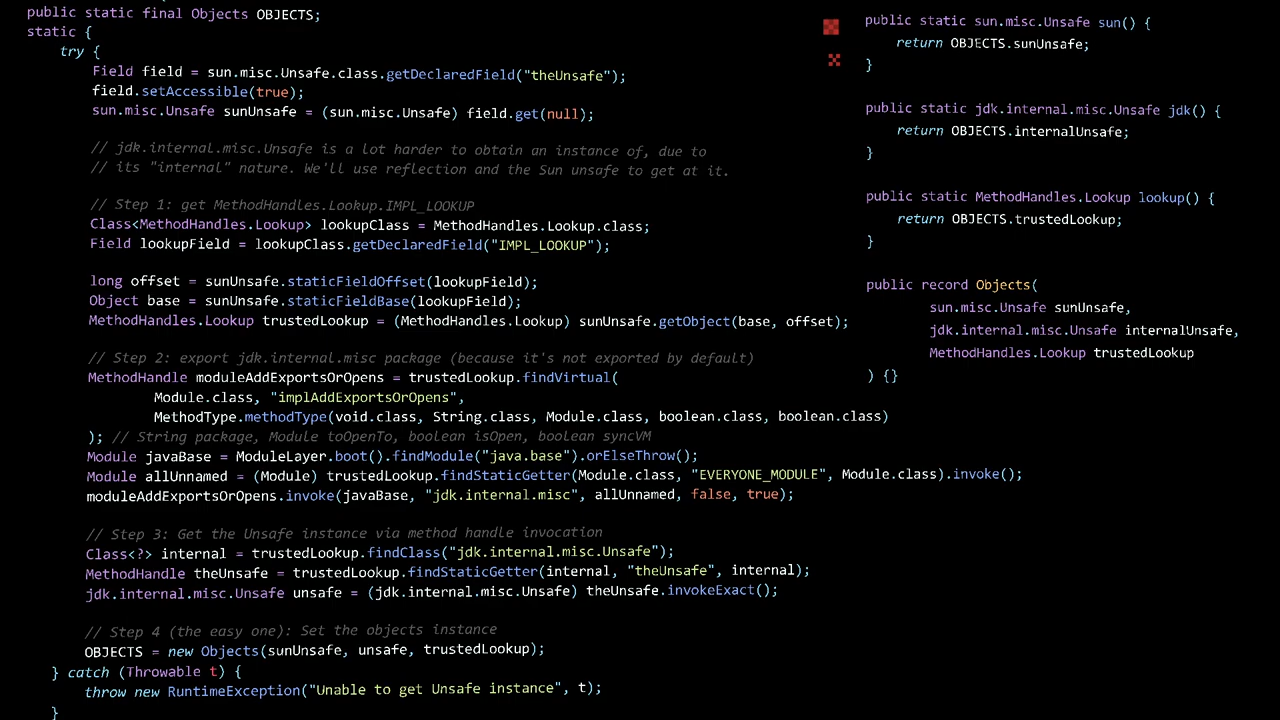 public static final Objects OBJECTS;
static {
try {
Field field = sun.misc.Unsafe.class.getDeclaredField("theUnsafe");
field.setAccessible(true);
sun.misc.Unsafe sunUnsafe = (sun.misc.Unsafe) field.get(null);
// jdk.internal.misc.Unsafe is a lot harder to obtain an instance of, due to
// its "internal" nature. We'll use reflection and the Sun unsafe to get at it.
// Step 1: get MethodHandles.Lookup.IMPL_LOOKUP
Class<MethodHandles.Lookup> lookupClass = MethodHandles.Lookup.class;
Field lookupField = lookupClass.getDeclaredField("IMPL_LOOKUP");
long offset = sunUnsafe.staticFieldOffset(lookupField);
Object base = sunUnsafe.staticFieldBase(lookupField);
MethodHandles.Lookup trustedLookup = (MethodHandles.Lookup) sunUnsafe.getObject(base, offset);
// Step 2: export jdk.internal.misc package (because it's not exported by default)
MethodHandle moduleAddExportsOrOpens = trustedLookup.findVirtual(
Module.class, "implAddExportsOrOpens",
MethodType.methodType(void.class, String.class, Module.class, boolean.class, boolean.class)
); // String package, Module toOpenTo, boolean isOpen, boolean syncVM
Module javaBase = ModuleLayer.boot().findModule("java.base").orElseThrow();
Module allUnnamed = (Module) trustedLookup.findStaticGetter(Module.class, "EVERYONE_MODULE", Module.class).invoke();
moduleAddExportsOrOpens.invoke(javaBase, "jdk.internal.misc", allUnnamed, false, true);
// Step 3: Get the Unsafe instance via method handle invocation
Class<?> internal = trustedLookup.findClass("jdk.internal.misc.Unsafe");
MethodHandle theUnsafe = trustedLookup.findStaticGetter(internal, "theUnsafe", internal);
jdk.internal.misc.Unsafe unsafe = (jdk.internal.misc.Unsafe) theUnsafe.invokeExact();
// Step 4 (the easy one): Set the objects instance
OBJECTS = new Objects(sunUnsafe, unsafe, trustedLookup);
} catch (Throwable t) {
throw new RuntimeException("Unable to get Unsafe instance", t);
}
public static sun.misc.Unsafe sun() {
return OBJECTS.sunUnsafe;
}
public static jdk.internal.misc.Unsafe jdk() {
return OBJECTS.internalUnsafe;
}
public static MethodHandles.Lookup lookup() {
return OBJECTS.trustedLookup;
}
public record Objects(
sun.misc.Unsafe sunUnsafe,
jdk.internal.misc.Unsafe internalUnsafe,
MethodHandles.Lookup trustedLookup
) {}